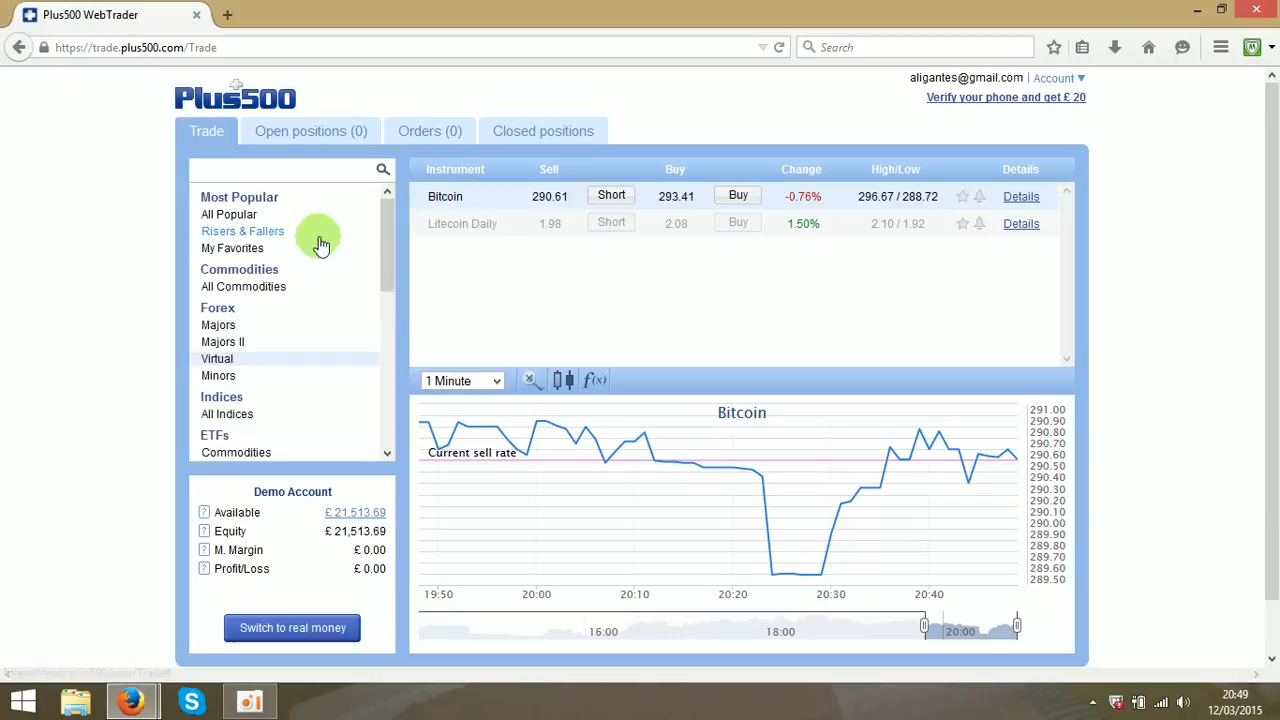 Plus500 WebTrader
https://trade.plus500.com/Trade
Search
aligantes@gmail.com Account
Plus500
Verify your phone and get £ 20
Trade Open positions (0) Orders (0) Closed positions
Instrument Sell Buy Change High/Low Details
Bitcoin 290.61 Short 293.41 Buy -0.76% 296.67 / 288.72 Details
Litecoin Daily 1.98 Short 2.08 Buy 1.50% 2.10 / 1.92 Details
Most Popular
All Popular
Risers & Fallers
My Favorites
Commodities
All Commodities
Forex
Majors
Majors II
Virtual
Minors
Indices
All Indices
ETFs
Commodities
1 Minute f(x)
Bitcoin
Current sell rate
291.00
290.90
290.80
290.70
290.60
290.50
290.40
290.30
290.20
290.10
290.00
289.90
289.80
289.70
289.60
289.50
19:50 20:00 20:10 20:20 20:30 20:40
16:00 18:00 20:00
Demo Account
? Available £ 21,513.69
? Equity £ 21,513.69
? M. Margin £ 0.00
? Profit/Loss £ 0.00
Switch to real money
20:49
12/03/2015